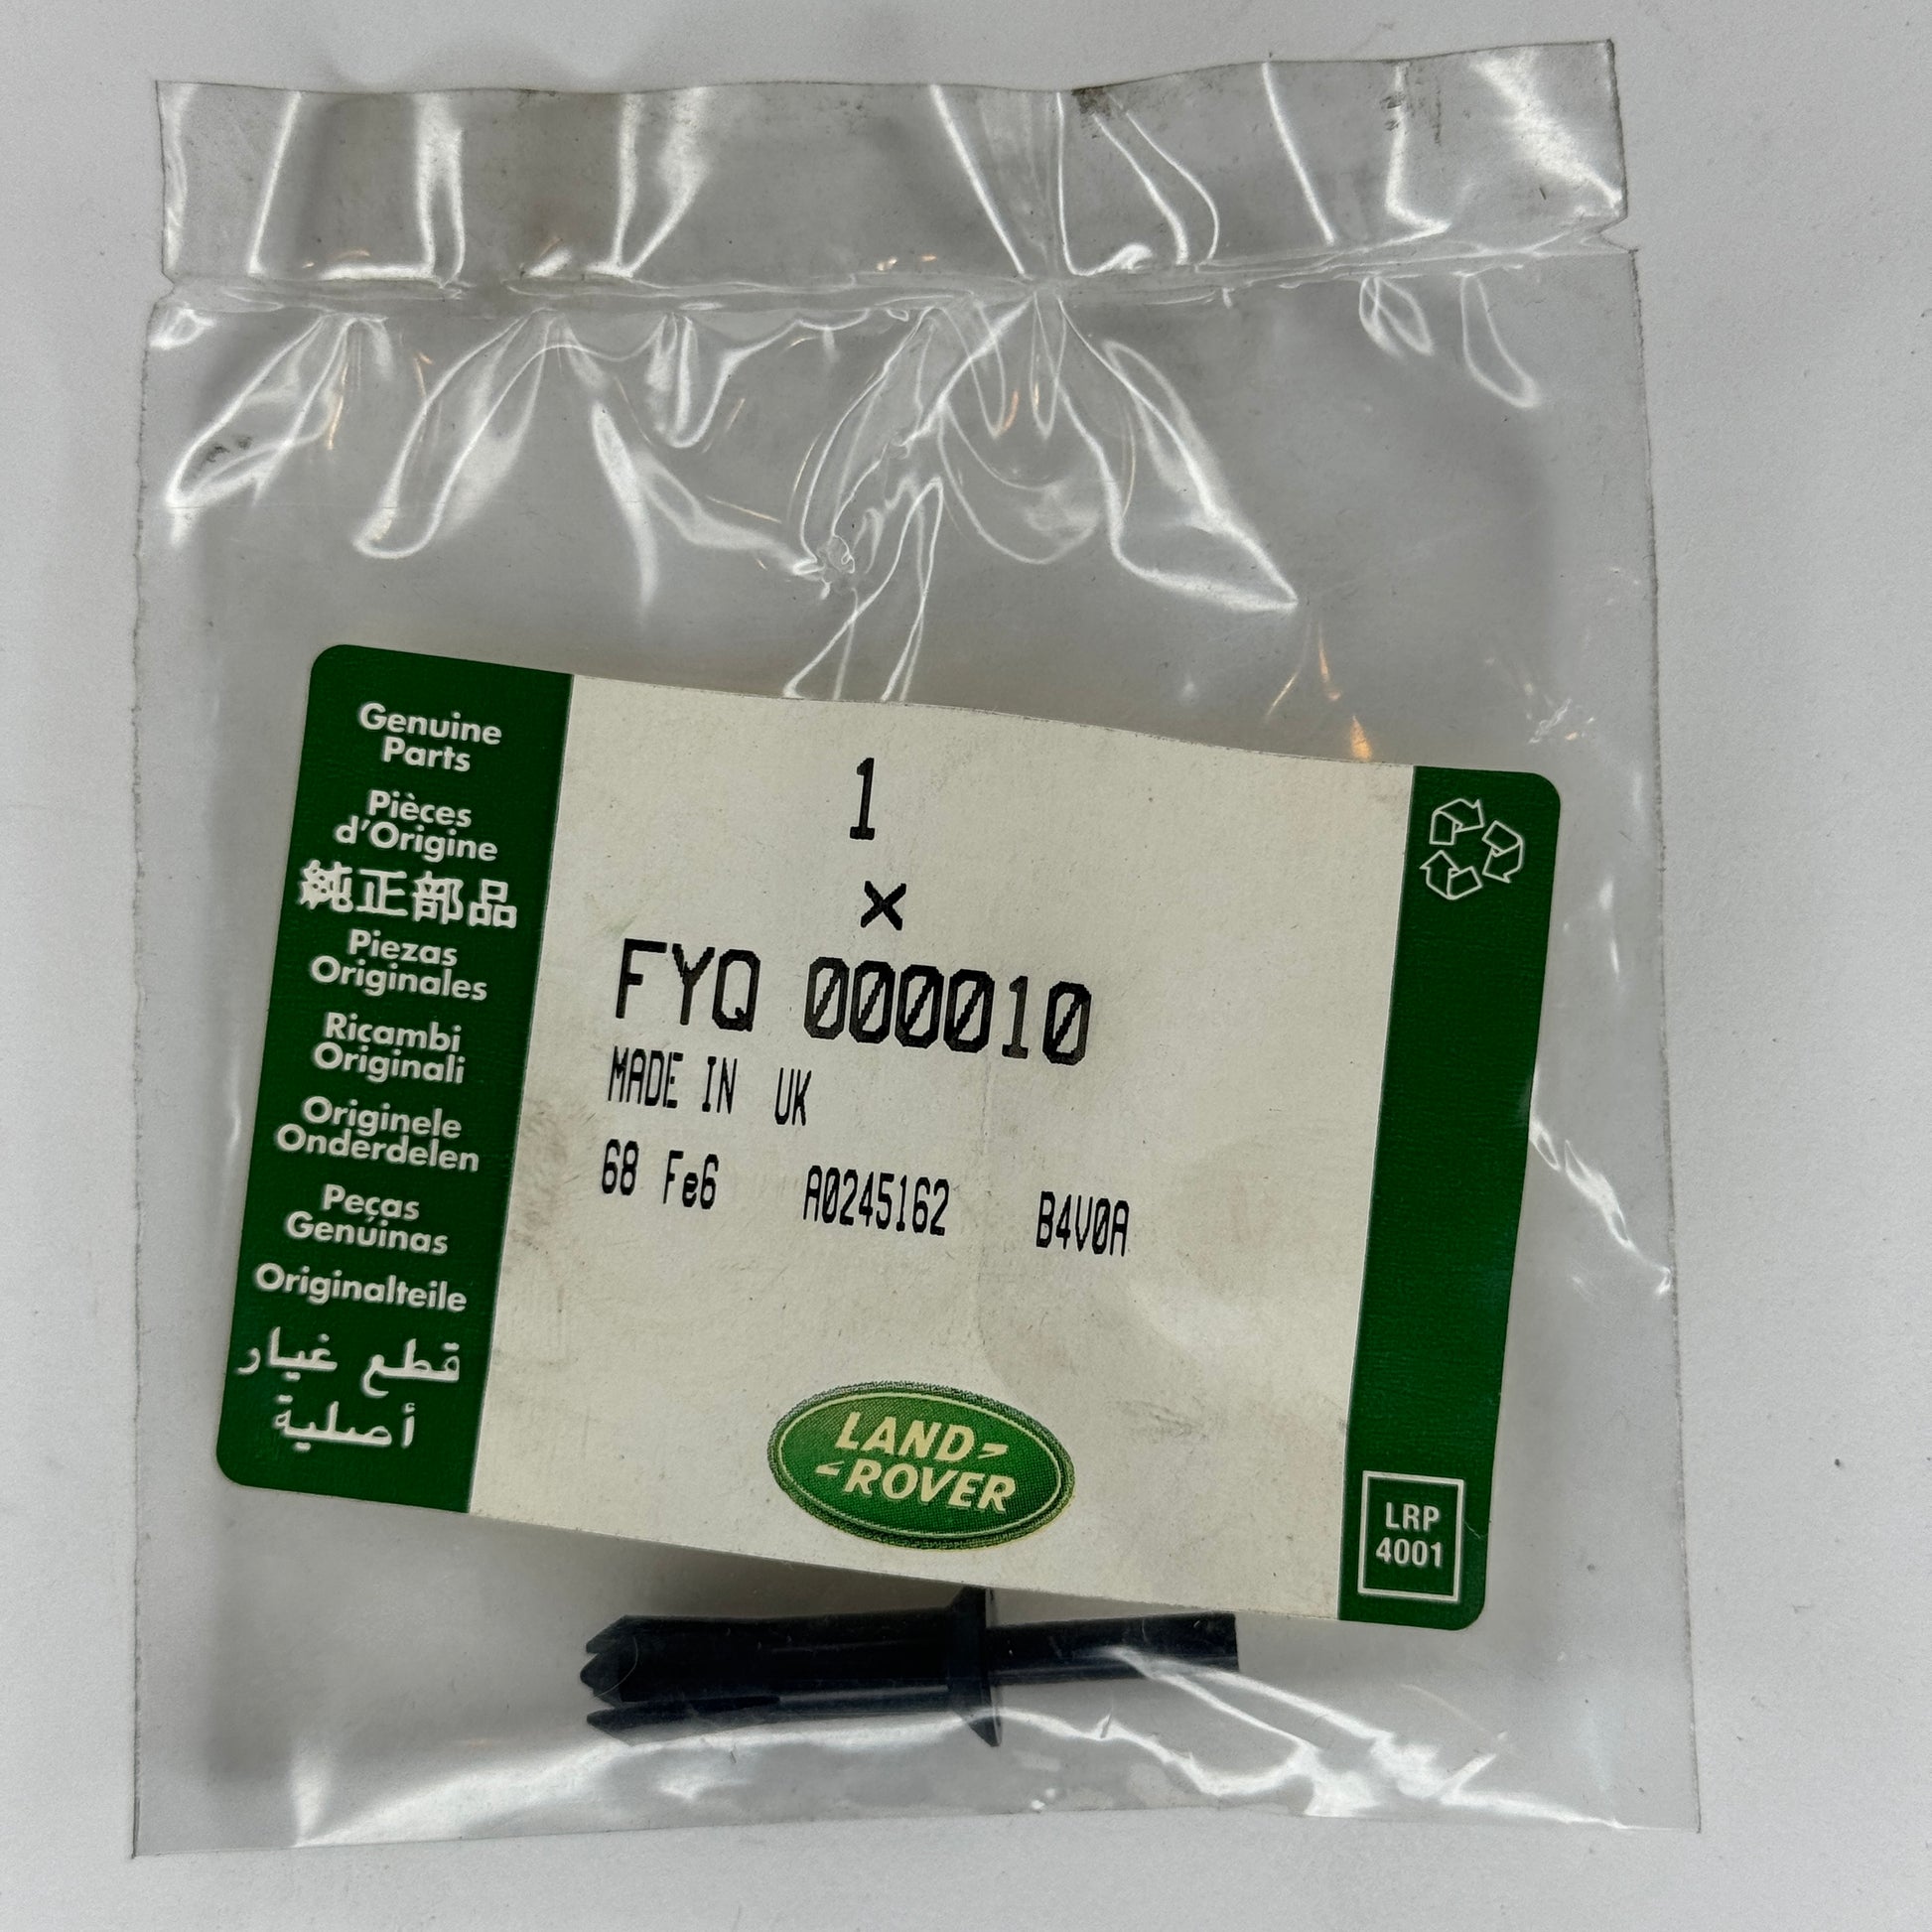 Genuine
Parts
Pièces
d'Origine
純正部品
Piezas
Originales
Ricambi
Originali
Originele
Onderdelen
Peças
Genuínas
Originalteile
قطع غيار
أصلية
1
×
FYQ 000010
MADE IN UK
68 Fe6 A0245162 B4V0A
LAND-
-ROVER
LRP
4001